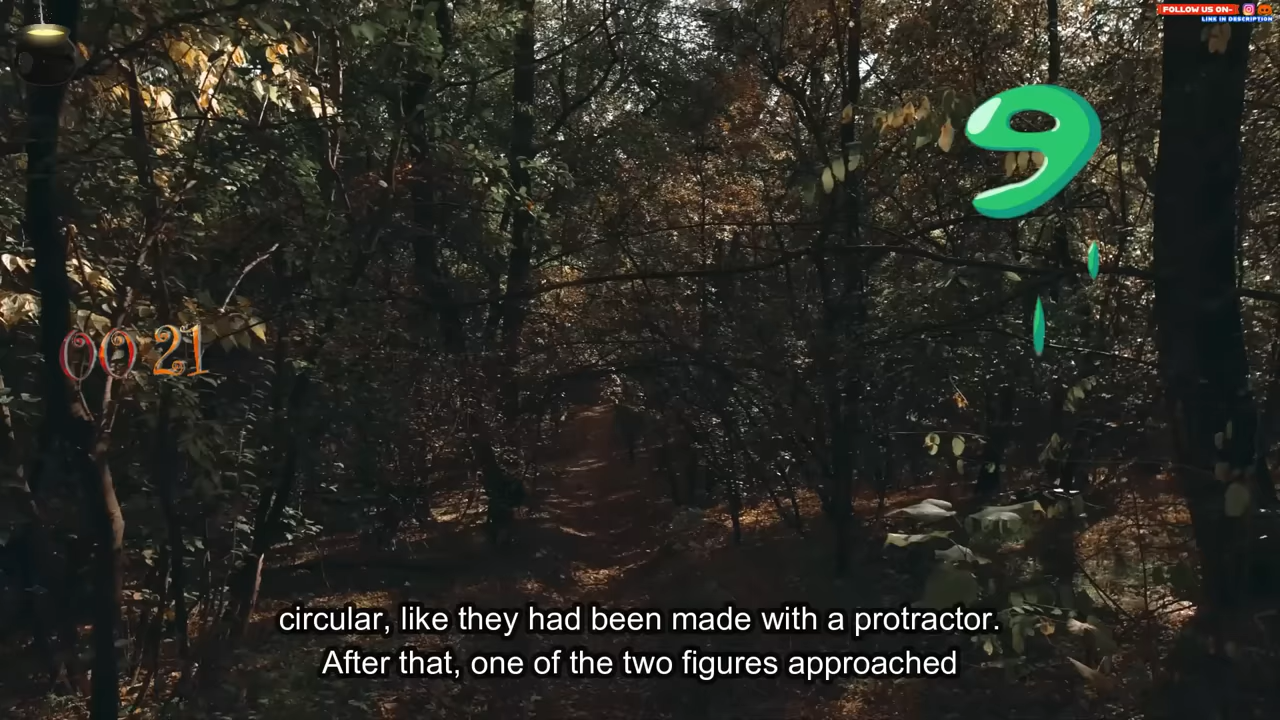 FOLLOW US ON-
LINK IN DESCRIPTION
9
00 21
circular, like they had been made with a protractor.
After that, one of the two figures approached